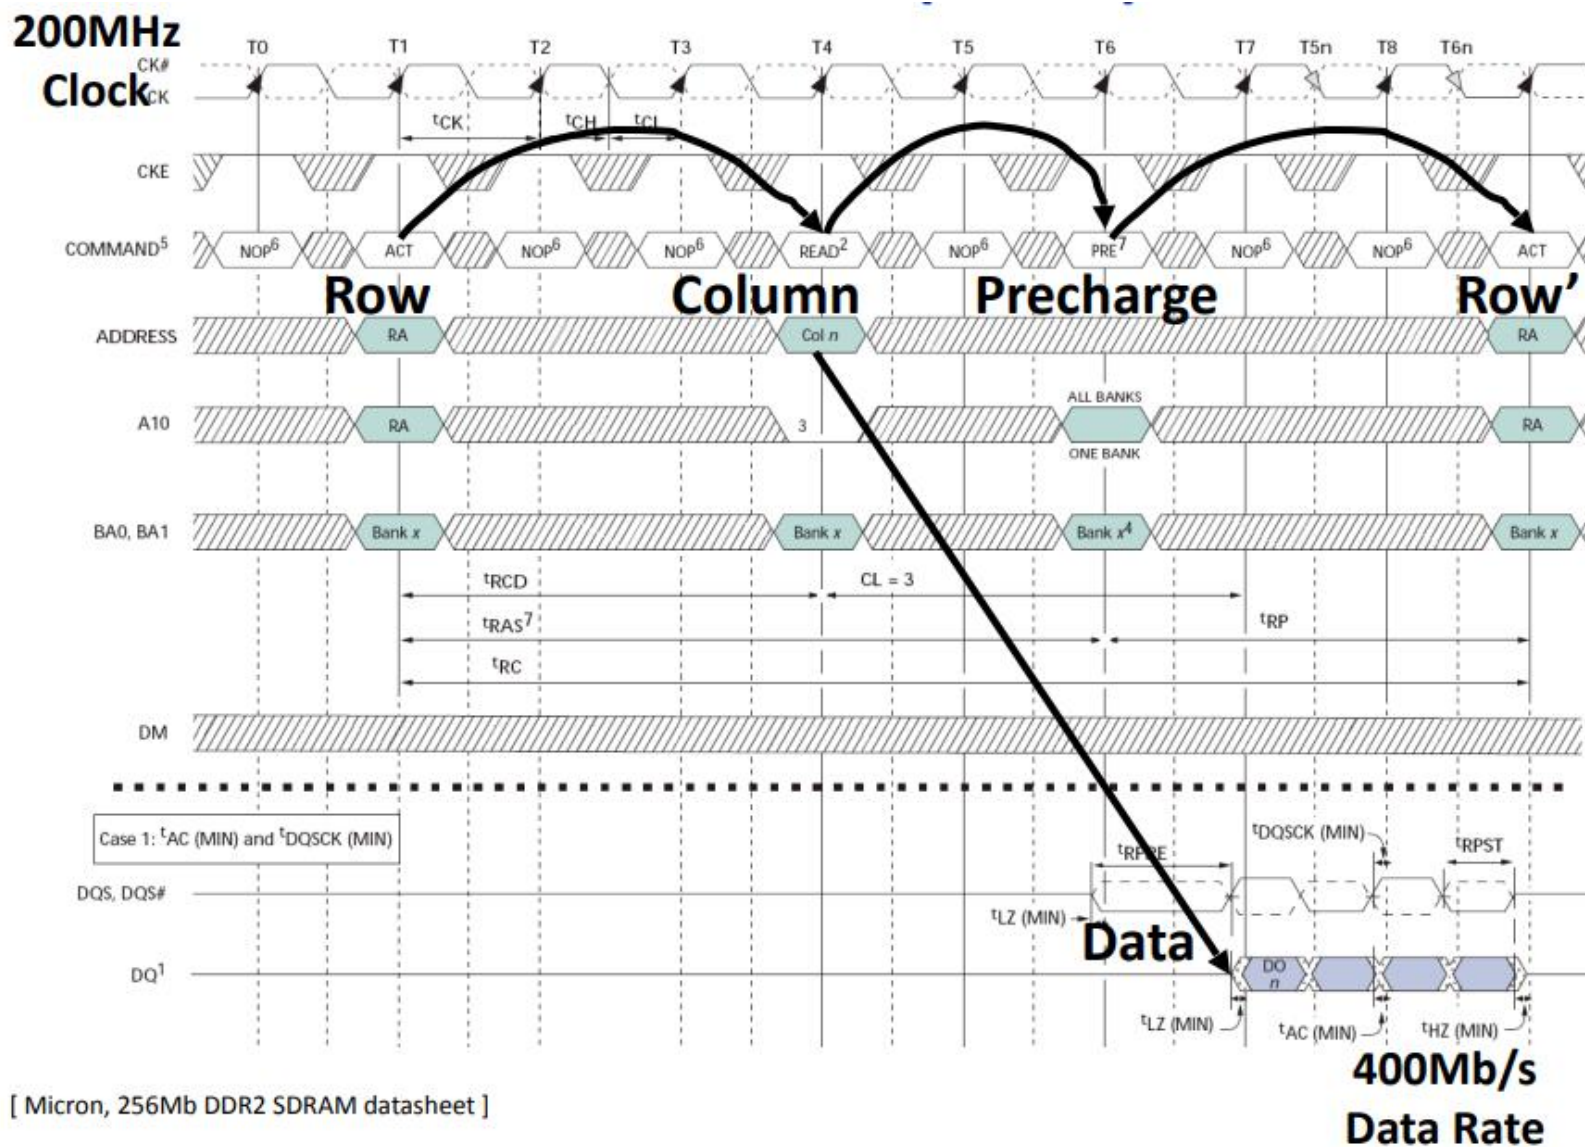 200MHz
Clock
T0 T1 T2 T3 T4 T5 T6 T7 T5n T8 T6n
CK#
CK
tCK tCH tCL
CKE
COMMAND5 NOP6 ACT NOP6 NOP6 READ2 NOP6 PRE7 NOP6 NOP6 ACT
Row Column Precharge Row’
ADDRESS RA Col n RA
ALL BANKS
A10 RA 3 RA
ONE BANK
BA0, BA1 Bank x Bank x Bank x4 Bank x
tRCD CL = 3
tRAS7 tRP
tRC
DM
Case 1: tAC (MIN) and tDQSCK (MIN)
tDQSCK (MIN)
tRPRE tRPST
DQS, DQS#
tLZ (MIN)
Data
DQ1 DO
n
tLZ (MIN) tAC (MIN) tHZ (MIN)
400Mb/s
Data Rate
[ Micron, 256Mb DDR2 SDRAM datasheet ]